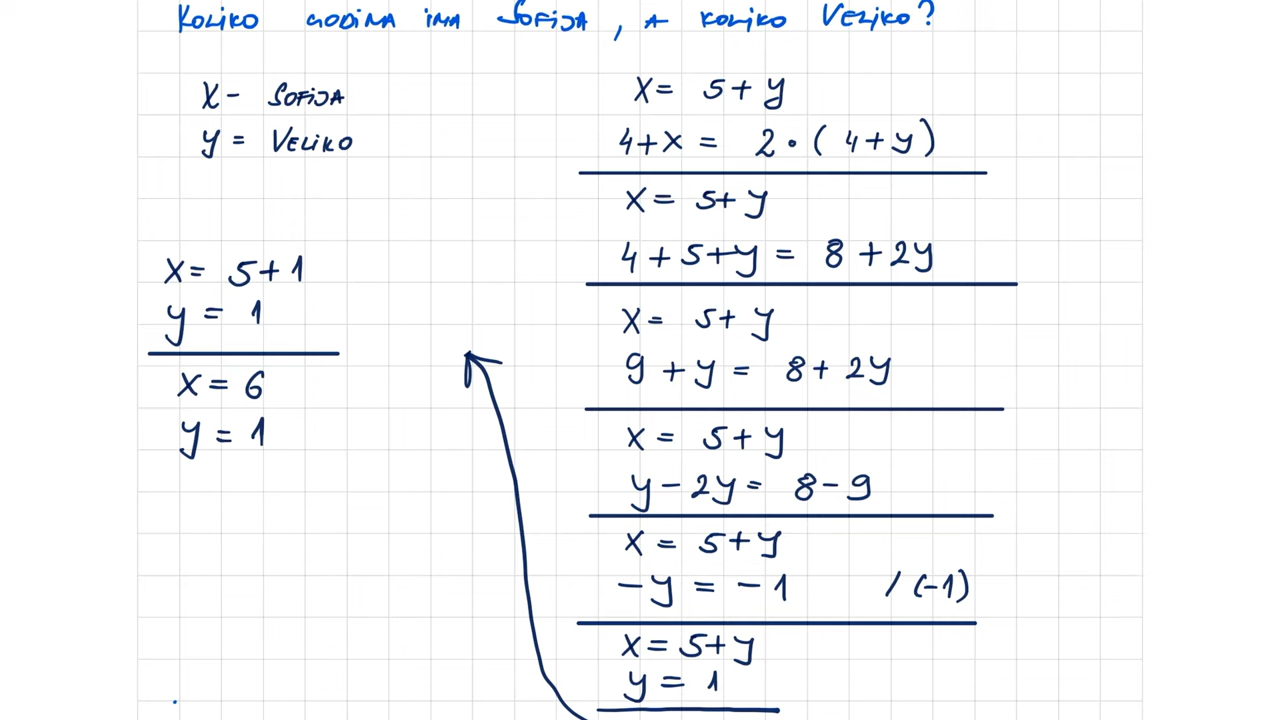 KOLIKO GODINA IMA SOFIJA, A KOLIKO VELIKO?
X - SOFIJA
y = VELIKO
X = 5 + y
4 + X = 2 · ( 4 + y )
X = 5 + y
4 + 5 + y = 8 + 2y
X = 5 + y
9 + y = 8 + 2y
X = 5 + y
y - 2y = 8 - 9
X = 5 + y
- y = - 1 / (-1)
X = 5 + y
y = 1
X = 5 + 1
y = 1
X = 6
y = 1